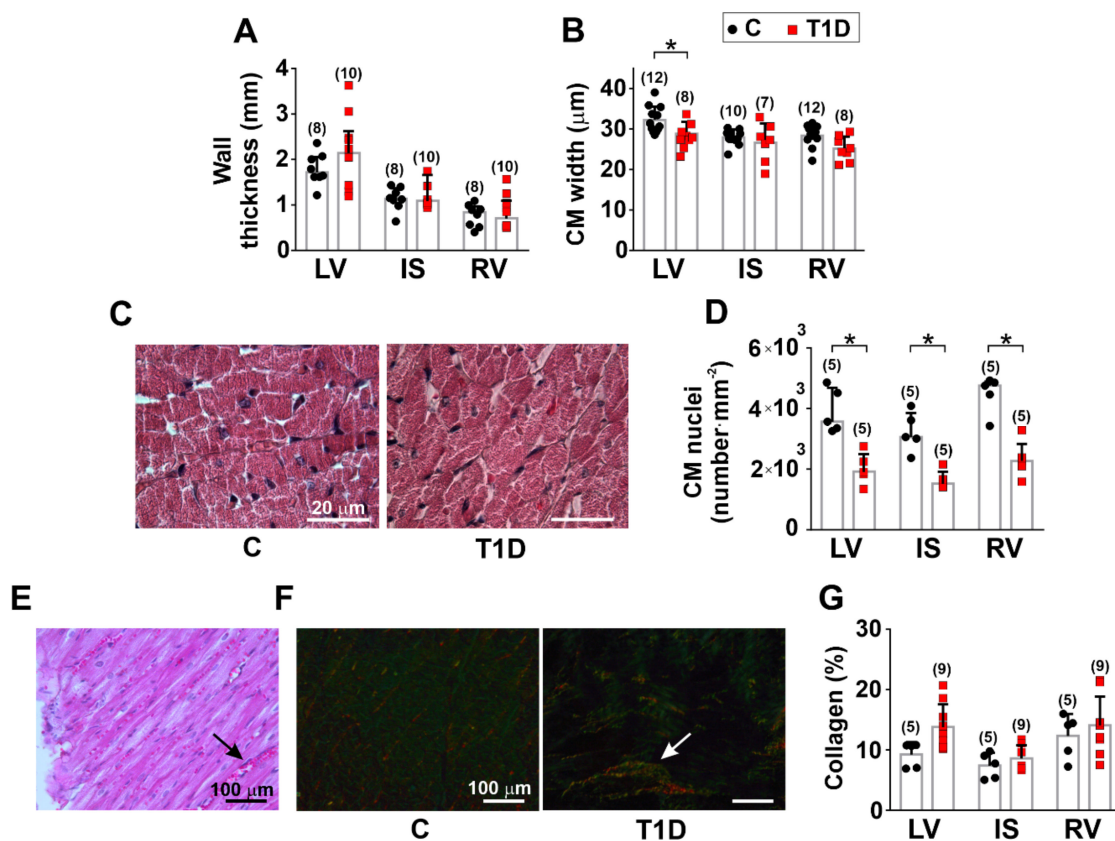 A
Wall
thickness (mm)
4
3
2
1
0
(8)
(10)
(8)
(10)
(8)
(10)
LV IS RV
B
C T1D
CM width (μm)
40
30
20
10
0
*
(12)
(8)
(10)
(7)
(12)
(8)
LV IS RV
C
20 μm
C T1D
D
CM nuclei
(number·mm⁻²)
6×10³
4×10³
2×10³
0
*
*
*
(5)
(5)
(5)
(5)
(5)
(5)
LV IS RV
E
100 μm
F
100 μm
C T1D
G
Collagen (%)
30
20
10
0
(5)
(9)
(5)
(9)
(5)
(9)
LV IS RV